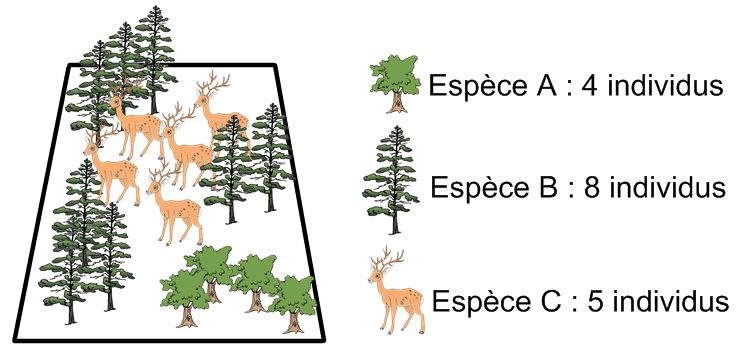 Espèce A : 4 individus
Espèce B : 8 individus
Espèce C : 5 individus